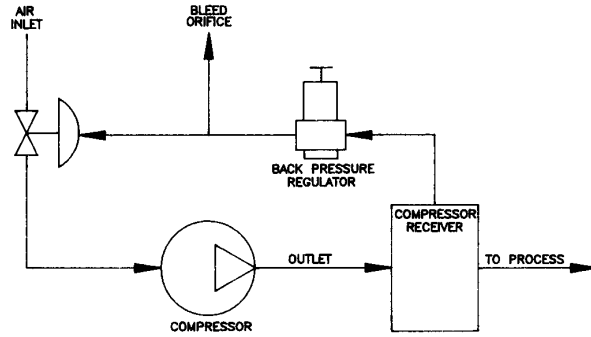 AIR
INLET
BLEED
ORIFICE
BACK PRESSURE
REGULATOR
COMPRESSOR
RECEIVER
OUTLET
TO PROCESS
COMPRESSOR